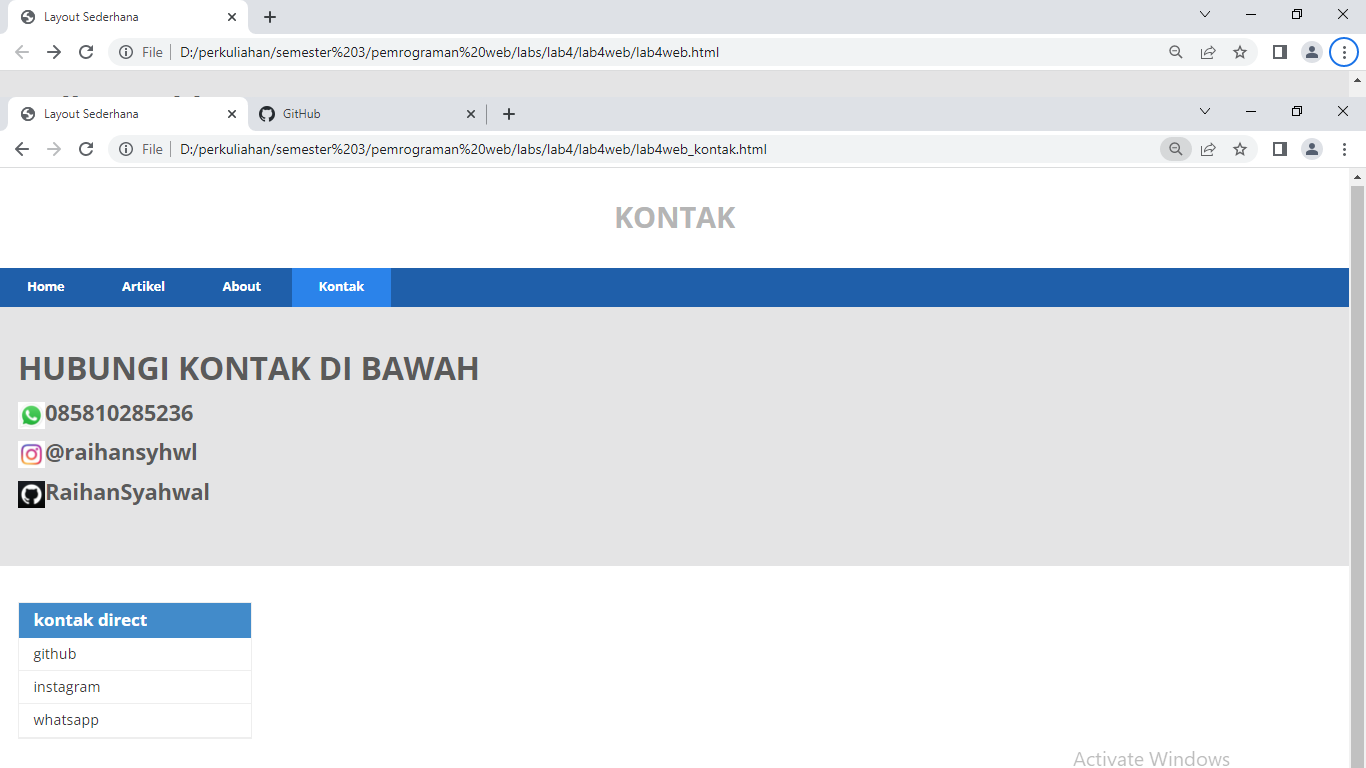 Layout Sederhana
File D:/perkuliahan/semester%203/pemrograman%20web/labs/lab4/lab4web/lab4web.html
Layout Sederhana GitHub
File D:/perkuliahan/semester%203/pemrograman%20web/labs/lab4/lab4web/lab4web_kontak.html
KONTAK
Home Artikel About Kontak
HUBUNGI KONTAK DI BAWAH
085810285236
@raihansyhwl
RaihanSyahwal
kontak direct
github
instagram
whatsapp
Activate Windows